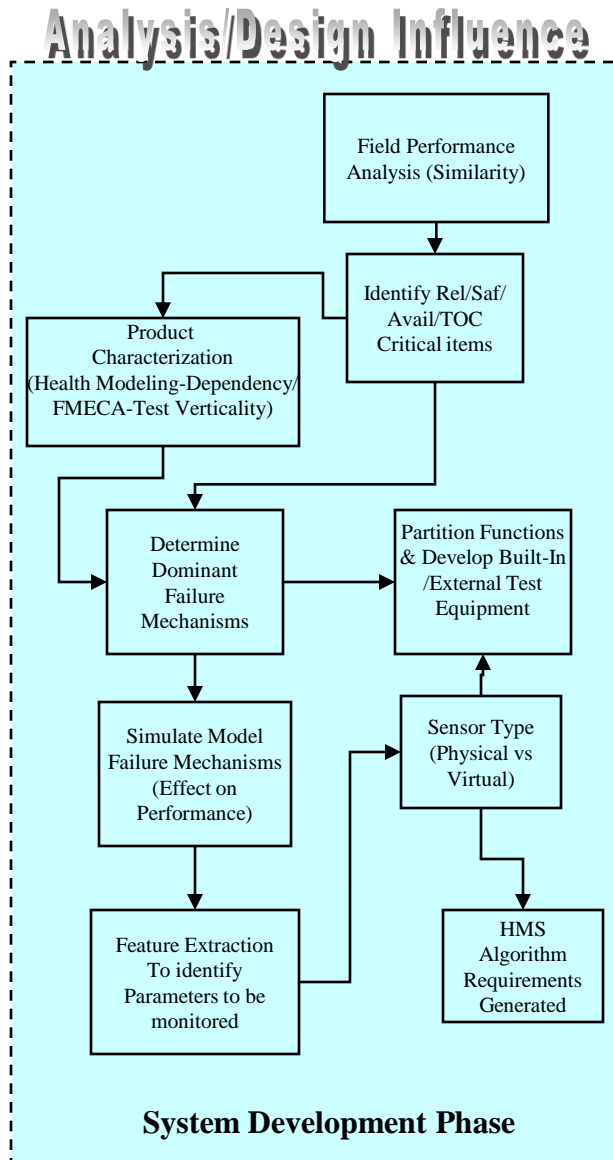 Analysis/Design Influence
Field Performance
Analysis (Similarity)
Identify Rel/Saf/
Avail/TOC
Critical items
Product
Characterization
(Health Modeling-Dependency/
FMECA-Test Verticality)
Determine
Dominant
Failure
Mechanisms
Partition Functions
& Develop Built-In
/External Test
Equipment
Simulate Model
Failure Mechanisms
(Effect on
Performance)
Sensor Type
(Physical vs
Virtual)
Feature Extraction
To identify
Parameters to be
monitored
HMS
Algorithm
Requirements
Generated
System Development Phase